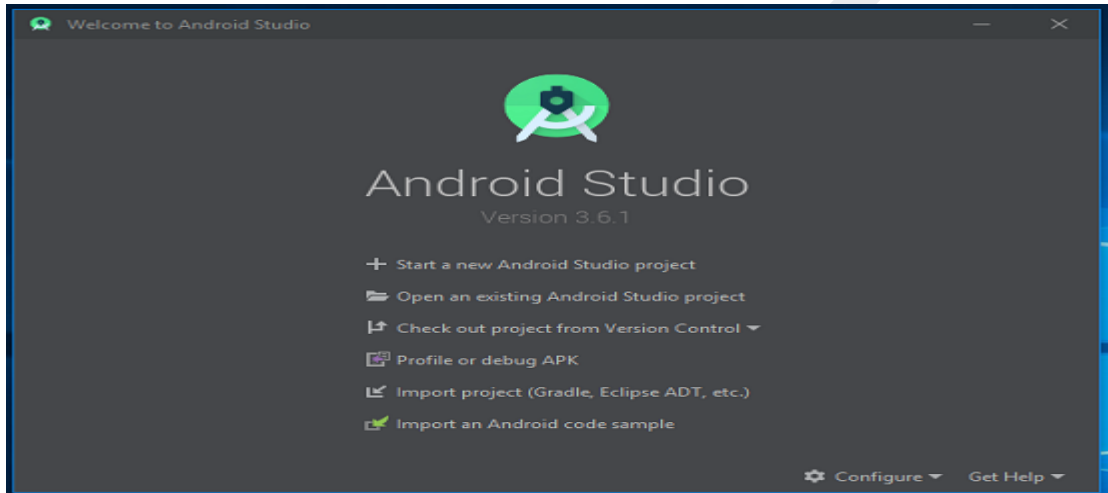 Welcome to Android Studio
Android Studio
Version 3.6.1
Start a new Android Studio project
Open an existing Android Studio project
Check out project from Version Control
Profile or debug APK
Import project (Gradle, Eclipse ADT, etc.)
Import an Android code sample
Configure Get Help